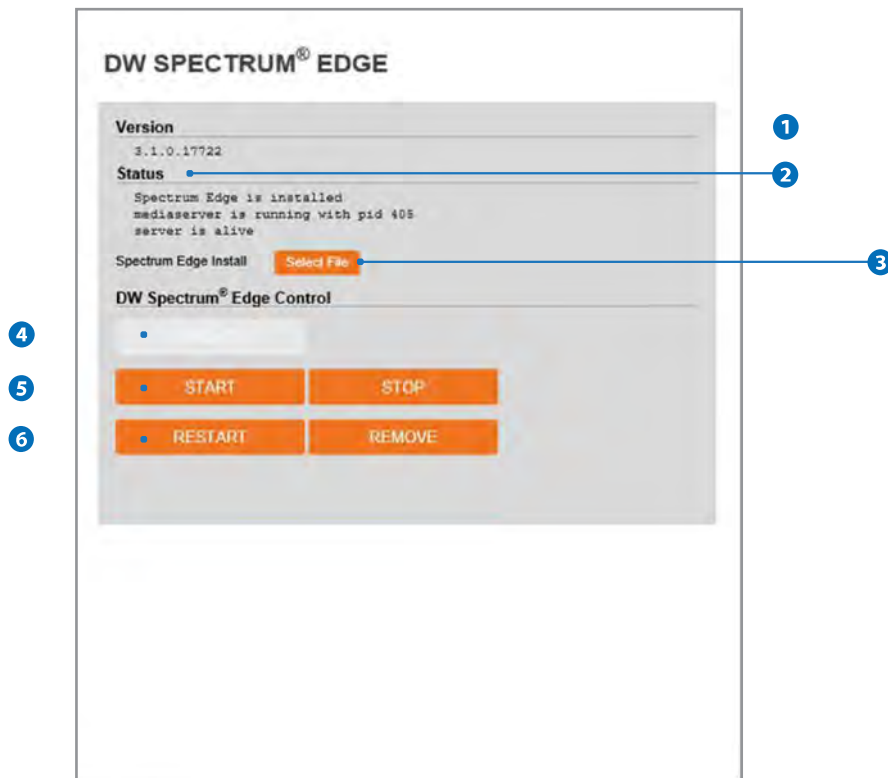 DW SPECTRUM® EDGE
Version
1
3.1.0.17722
Status
2
Spectrum Edge is installed
mediaserver is running with pid 405
server is alive
Spectrum Edge Install
Select File
3
DW Spectrum® Edge Control
4
5
START
STOP
6
RESTART
REMOVE